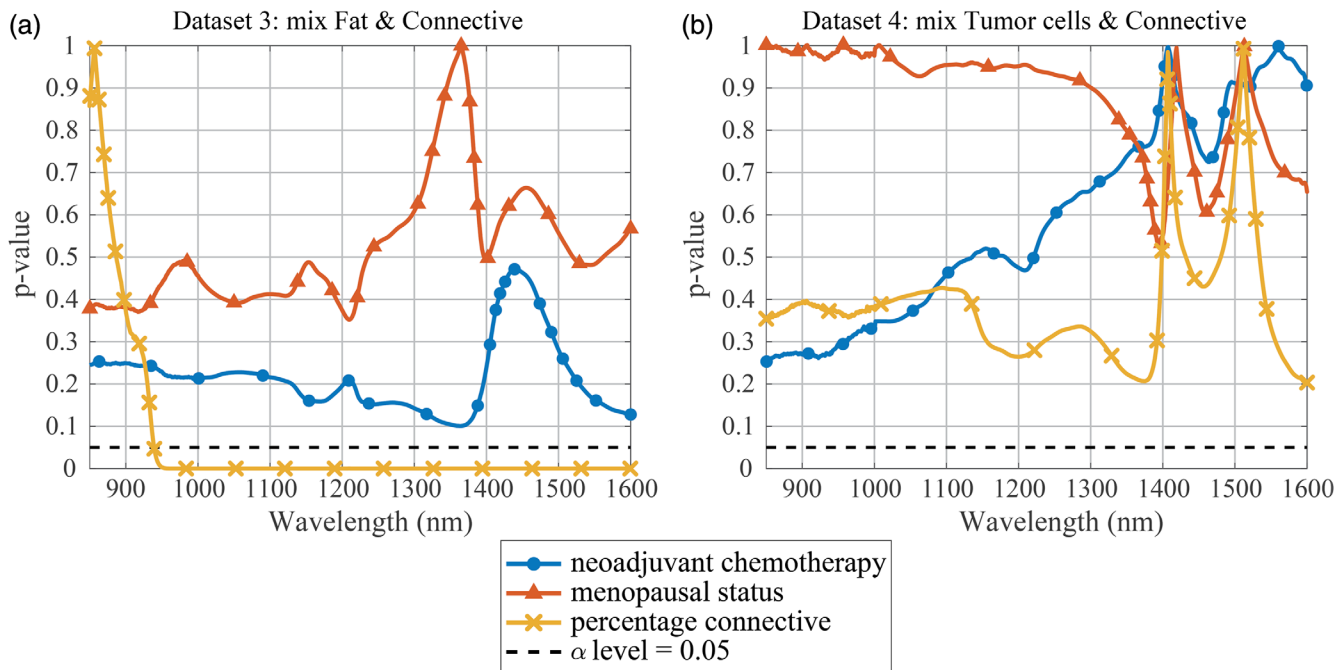 (a)
Dataset 3: mix Fat & Connective
1
0.9
0.8
0.7
0.6
0.5
0.4
0.3
0.2
0.1
0
p-value
900 1000 1100 1200 1300 1400 1500 1600
Wavelength (nm)
(b)
Dataset 4: mix Tumor cells & Connective
1
0.9
0.8
0.7
0.6
0.5
0.4
0.3
0.2
0.1
0
p-value
900 1000 1100 1200 1300 1400 1500 1600
Wavelength (nm)
neoadjuvant chemotherapy
menopausal status
percentage connective
α level = 0.05